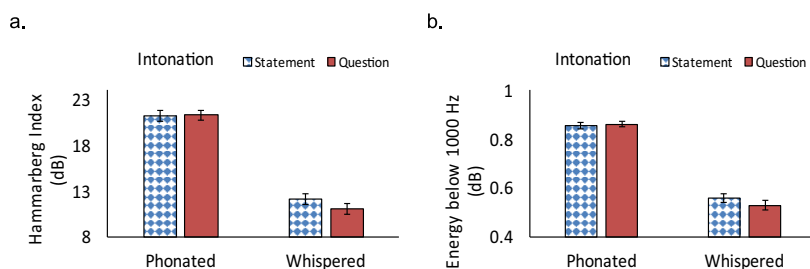 a.
Intonation
Statement Question
Hammarberg Index
(dB)
23
18
13
8
Phonated Whispered
b.
Intonation
Statement Question
Energy below 1000 Hz
(dB)
1
0.8
0.6
0.4
Phonated Whispered